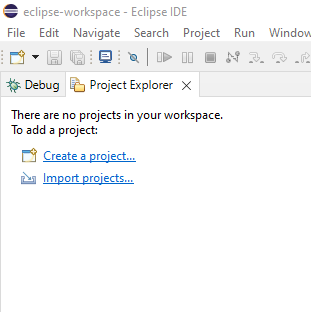 eclipse-workspace - Eclipse IDE
File Edit Navigate Search Project Run Window
Debug Project Explorer
There are no projects in your workspace.
To add a project:
Create a project...
Import projects...